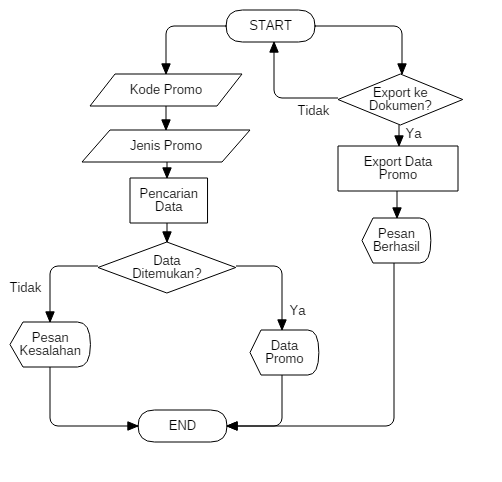 START
Kode Promo
Export ke
Dokumen?
Tidak
Ya
Jenis Promo
Export Data
Promo
Pencarian
Data
Pesan
Berhasil
Data
Ditemukan?
Tidak
Ya
Pesan
Kesalahan
Data
Promo
END